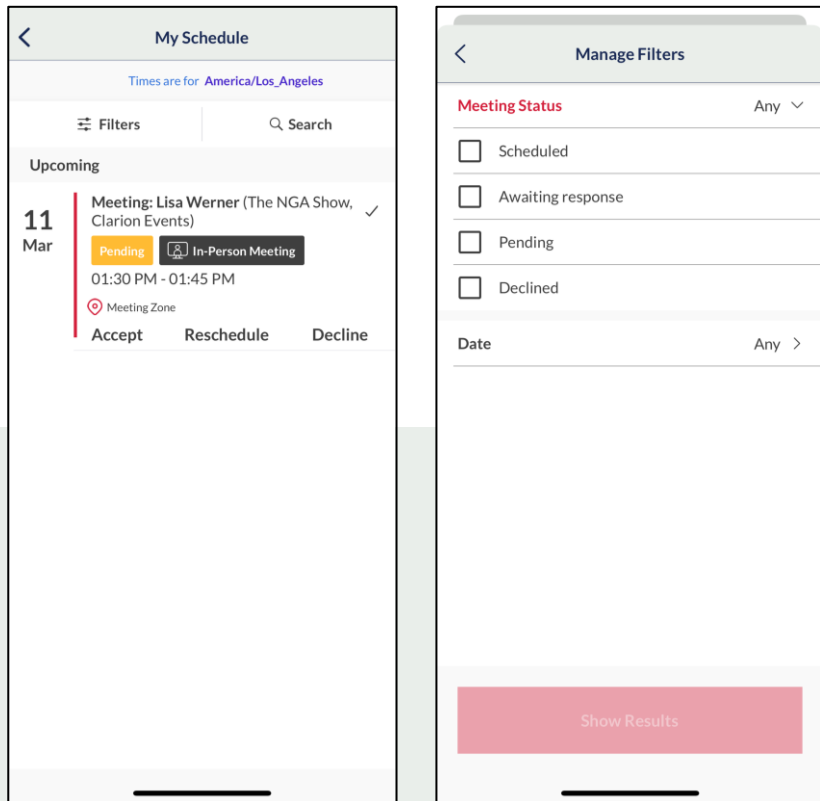 My Schedule
Times are for America/Los_Angeles
Filters
Search
Upcoming
11
Mar
Meeting: Lisa Werner (The NGA Show,
Clarion Events)
Pending
In-Person Meeting
01:30 PM - 01:45 PM
Meeting Zone
Accept Reschedule Decline
Manage Filters
Meeting Status Any
Scheduled
Awaiting response
Pending
Declined
Date Any
Show Results